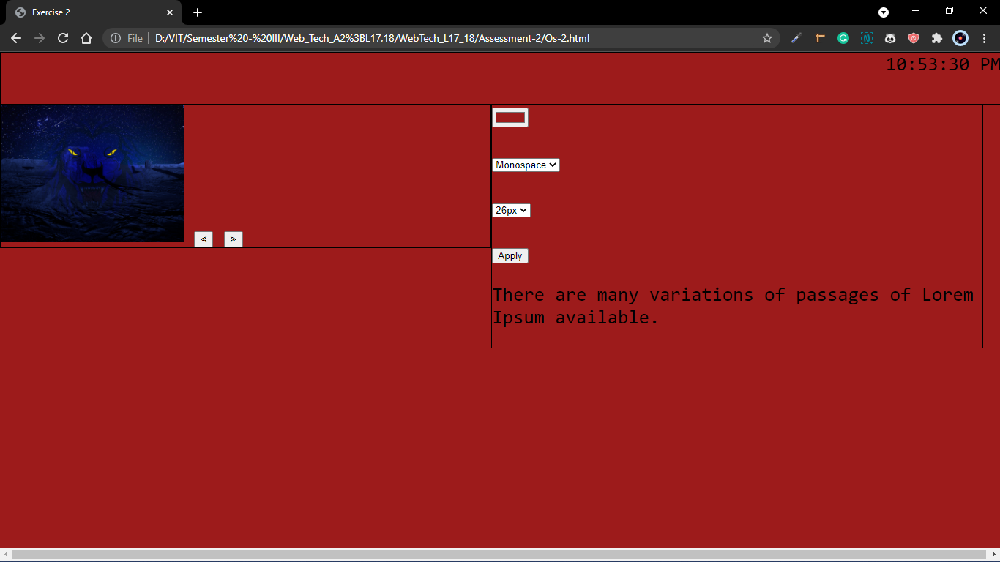 Exercise 2
File
D:/VIT/Semester%20-%20III/Web_Tech_A2%3BL17,18/WebTech_L17_18/Assessment-2/Qs-2.html
10:53:30 PM
Monospace
26px
⪪ ⪫
Apply
There are many variations of passages of Lorem
Ipsum available.